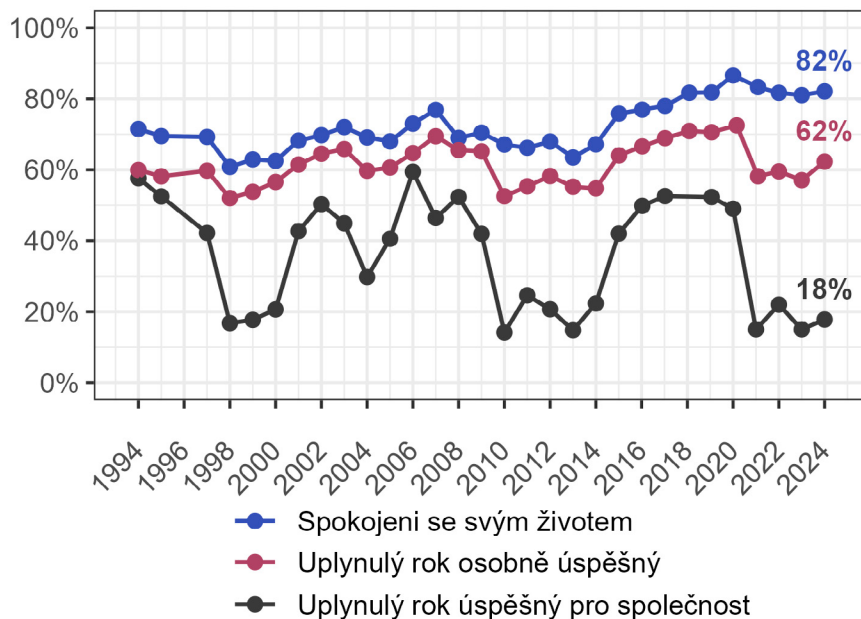 100%
80%
60%
40%
20%
0%
82%
62%
18%
1994 1996 1998 2000 2002 2004 2006 2008 2010 2012 2014 2016 2018 2020 2022 2024
Spokojeni se svým životem
Uplynulý rok osobně úspěšný
Uplynulý rok úspěšný pro společnost